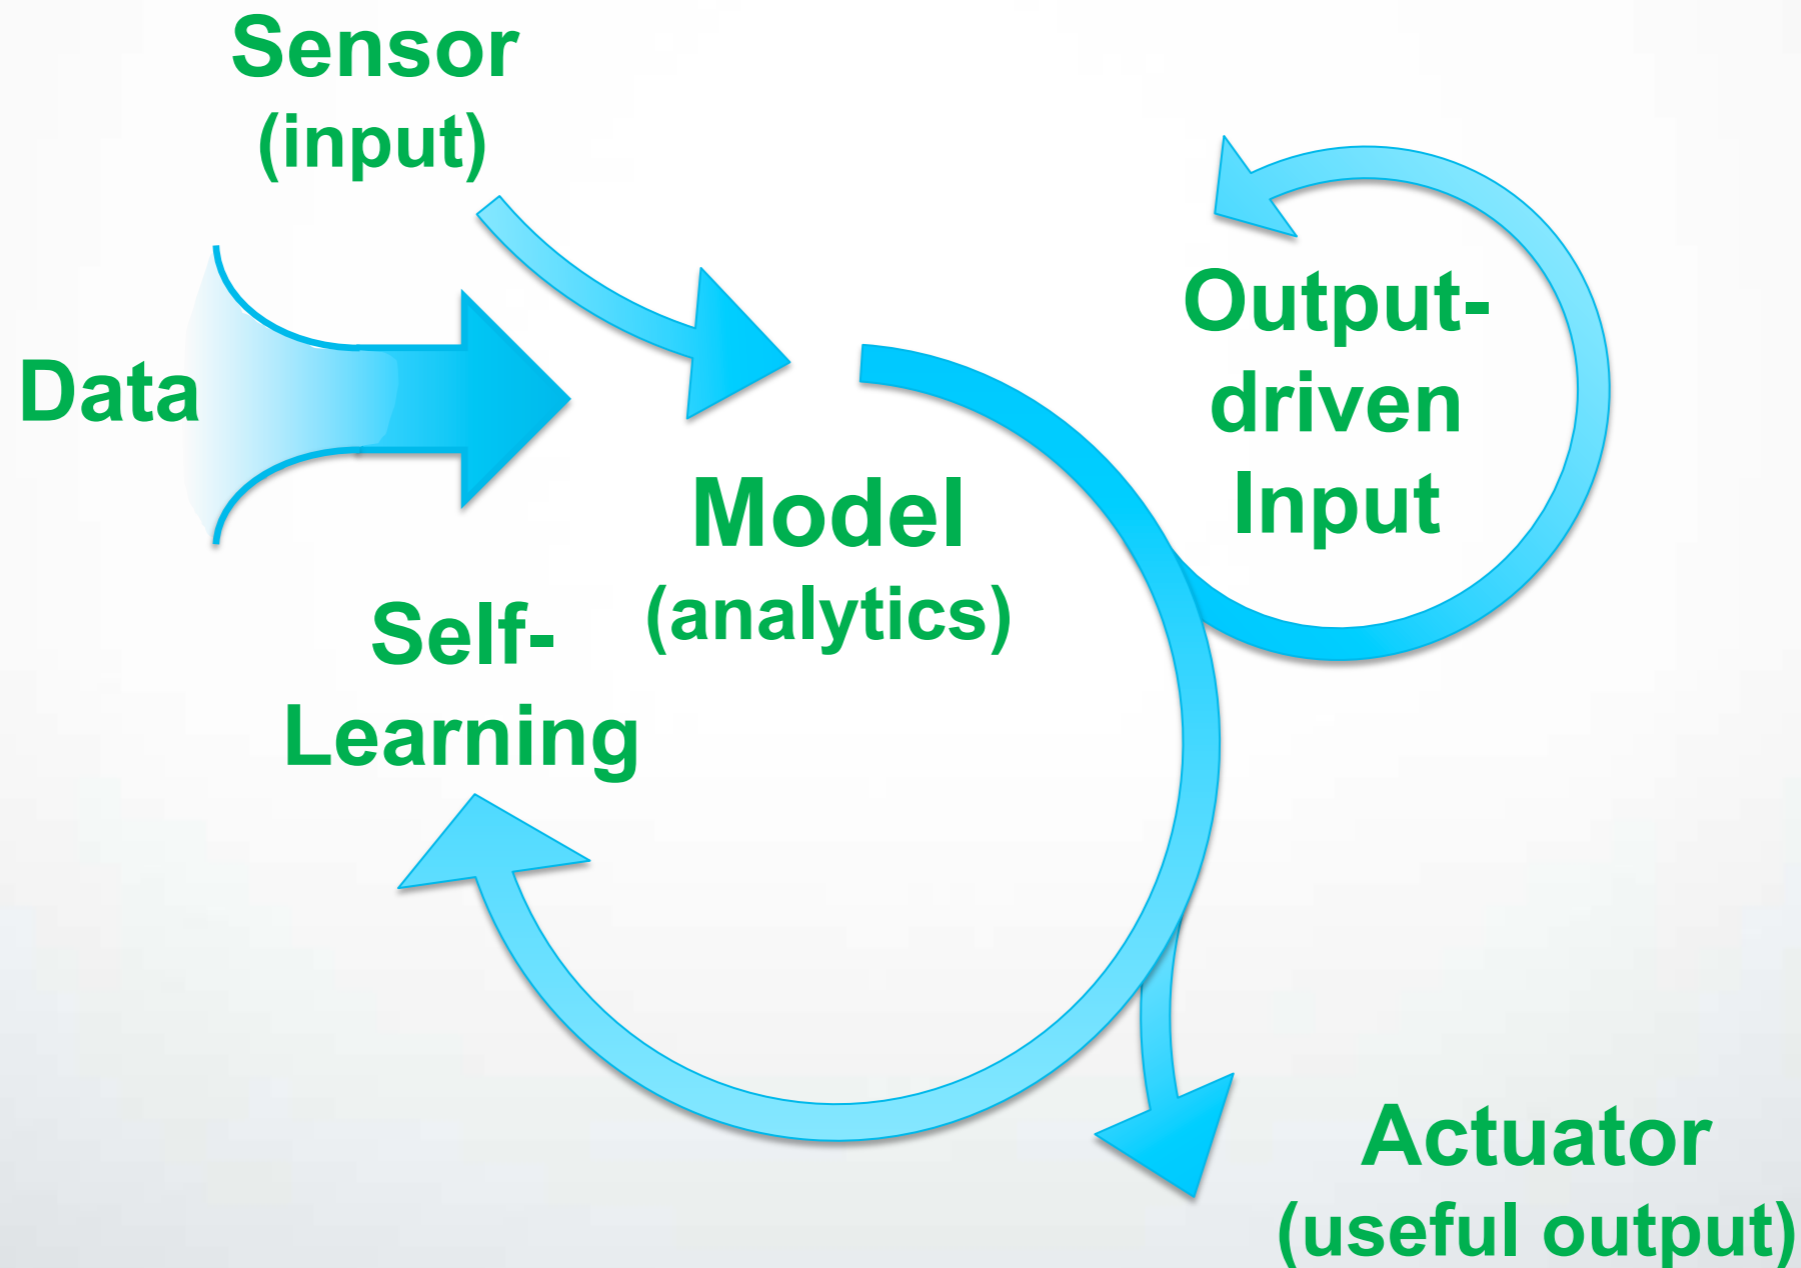 Sensor
(input)
Data
Output-
driven
Input
Model
(analytics)
Self-
Learning
Actuator
(useful output)